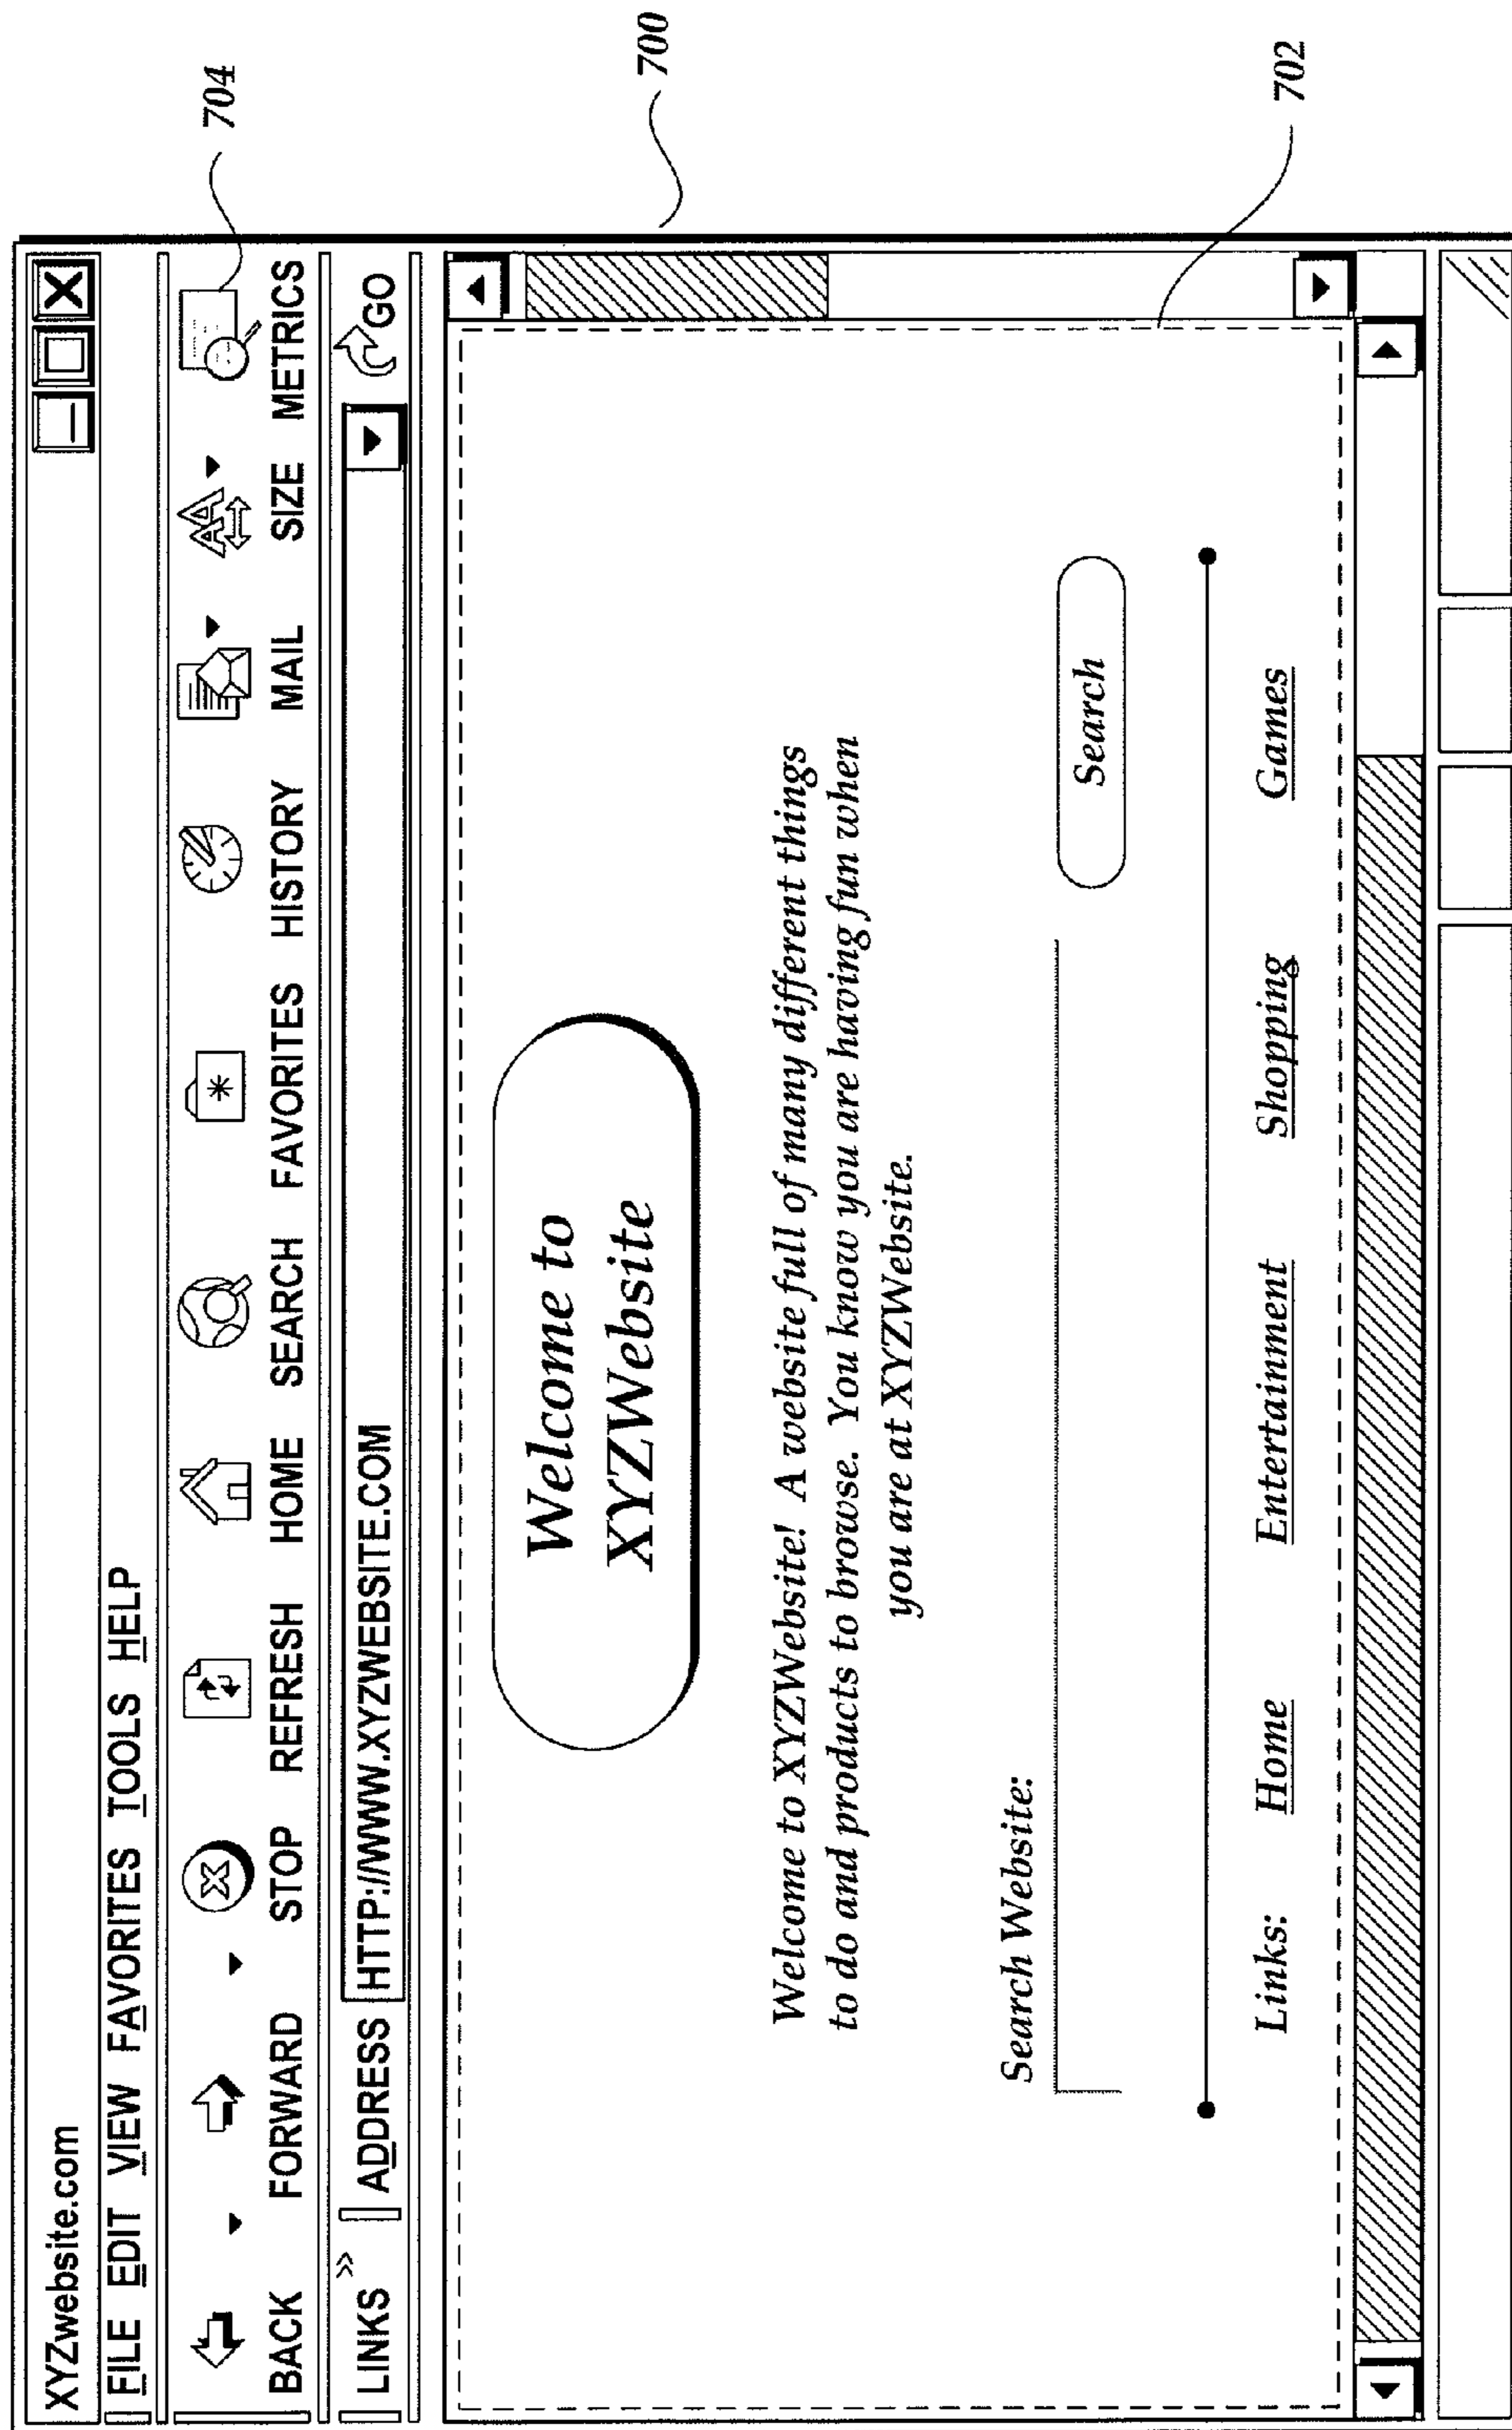 XYZwebsite.com
FILE EDIT VIEW FAVORITES TOOLS HELP
704
BACK FORWARD STOP REFRESH HOME SEARCH FAVORITES HISTORY MAIL SIZE METRICS
LINKS >> ADDRESS HTTP://WWW.XYZWEBSITE.COM GO
700
Welcome to
XYZWebsite
Welcome to XYZWebsite! A website full of many different things
to do and products to browse. You know you are having fun when
you are at XYZWebsite.
Search Website:
Search
Links: Home Entertainment Shopping Games
702